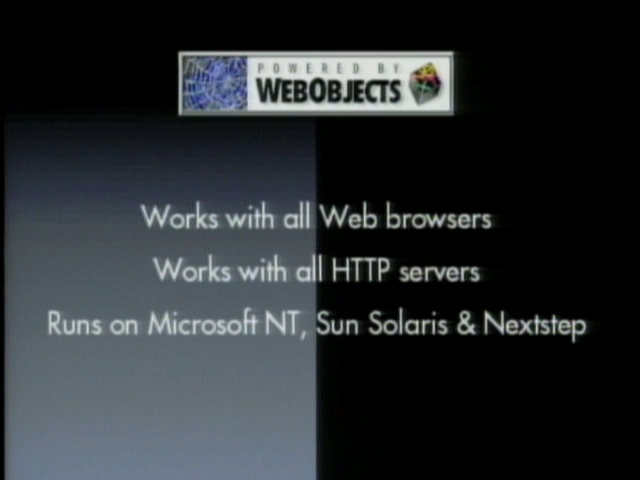 POWERED BY
WEBOBJECTS
Works with all Web browsers
Works with all HTTP servers
Runs on Microsoft NT, Sun Solaris & Nextstep